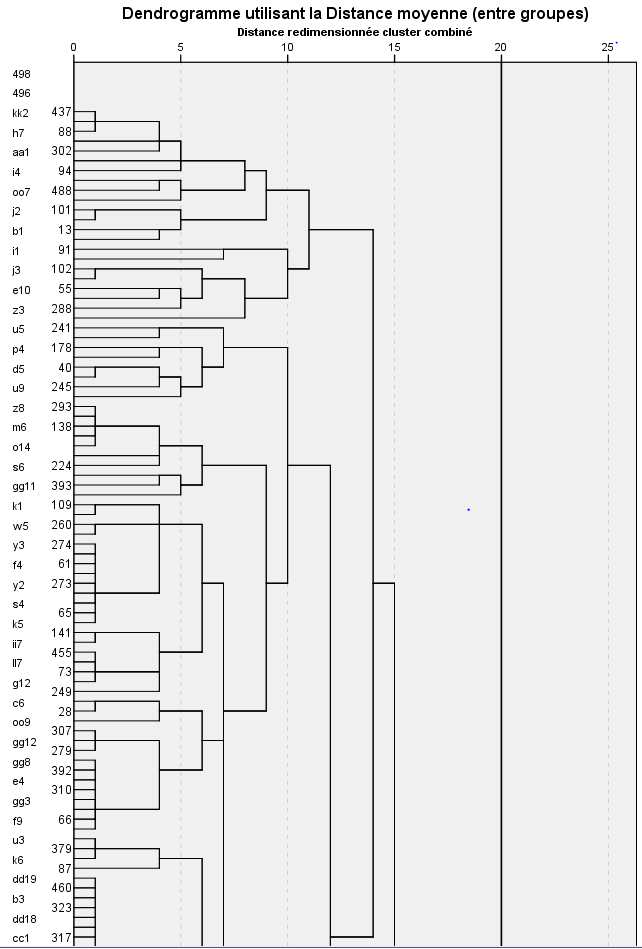 Dendrogramme utilisant la Distance moyenne (entre groupes)
Distance redimensionnée cluster combiné
0 5 10 15 20 25
498
496
kk2 437
h7 88
aa1 302
i4 94
oo7 488
j2 101
b1 13
i1 91
j3 102
e10 55
z3 288
u5 241
p4 178
d5 40
u9 245
z8 293
m6 138
o14
s6 224
gg11 393
k1 109
w5 260
y3 274
f4 61
y2 273
s4
65
k5
141
ii7
455
ll7
73
g12
249
c6
28
oo9
307
gg12
279
gg8
392
e4
310
gg3
f9 66
u3
379
k6
87
dd19
460
b3
323
dd18
cc1 317